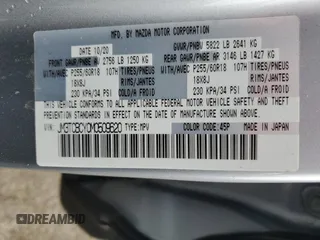 MFD. BY MAZDA MOTOR CORPORATION
DATE 10/20 GVWR/PNBV 5822 LB 2641 KG
FRONT GAWR/PNBE AV 2756 LB 1250 KG REAR GAWR/PNBE AR 3146 LB 1427 KG
WITH/AVEC P255/60R18 107H TIRES/PNEUS WITH/AVEC P255/60R18 107H TIRES/PNEUS
18X8J RIMS/JANTES 18X8J RIMS/JANTES
230 KPA/34 PSI COLD/A FROID 230 KPA/34 PSI COLD/A FROID
THIS VEHICLE CONFORMS TO ALL APPLICABLE FEDERAL MOTOR VEHICLE SAFETY, BUMPER, AND THEFT PREVENTION STANDARDS IN EFFECT ON THE DATE OF MANUFACTURE SHOWN ABOVE.
TYPE: MPV COLOR CODE: 45P MADE IN JAPAN
DREAMBID